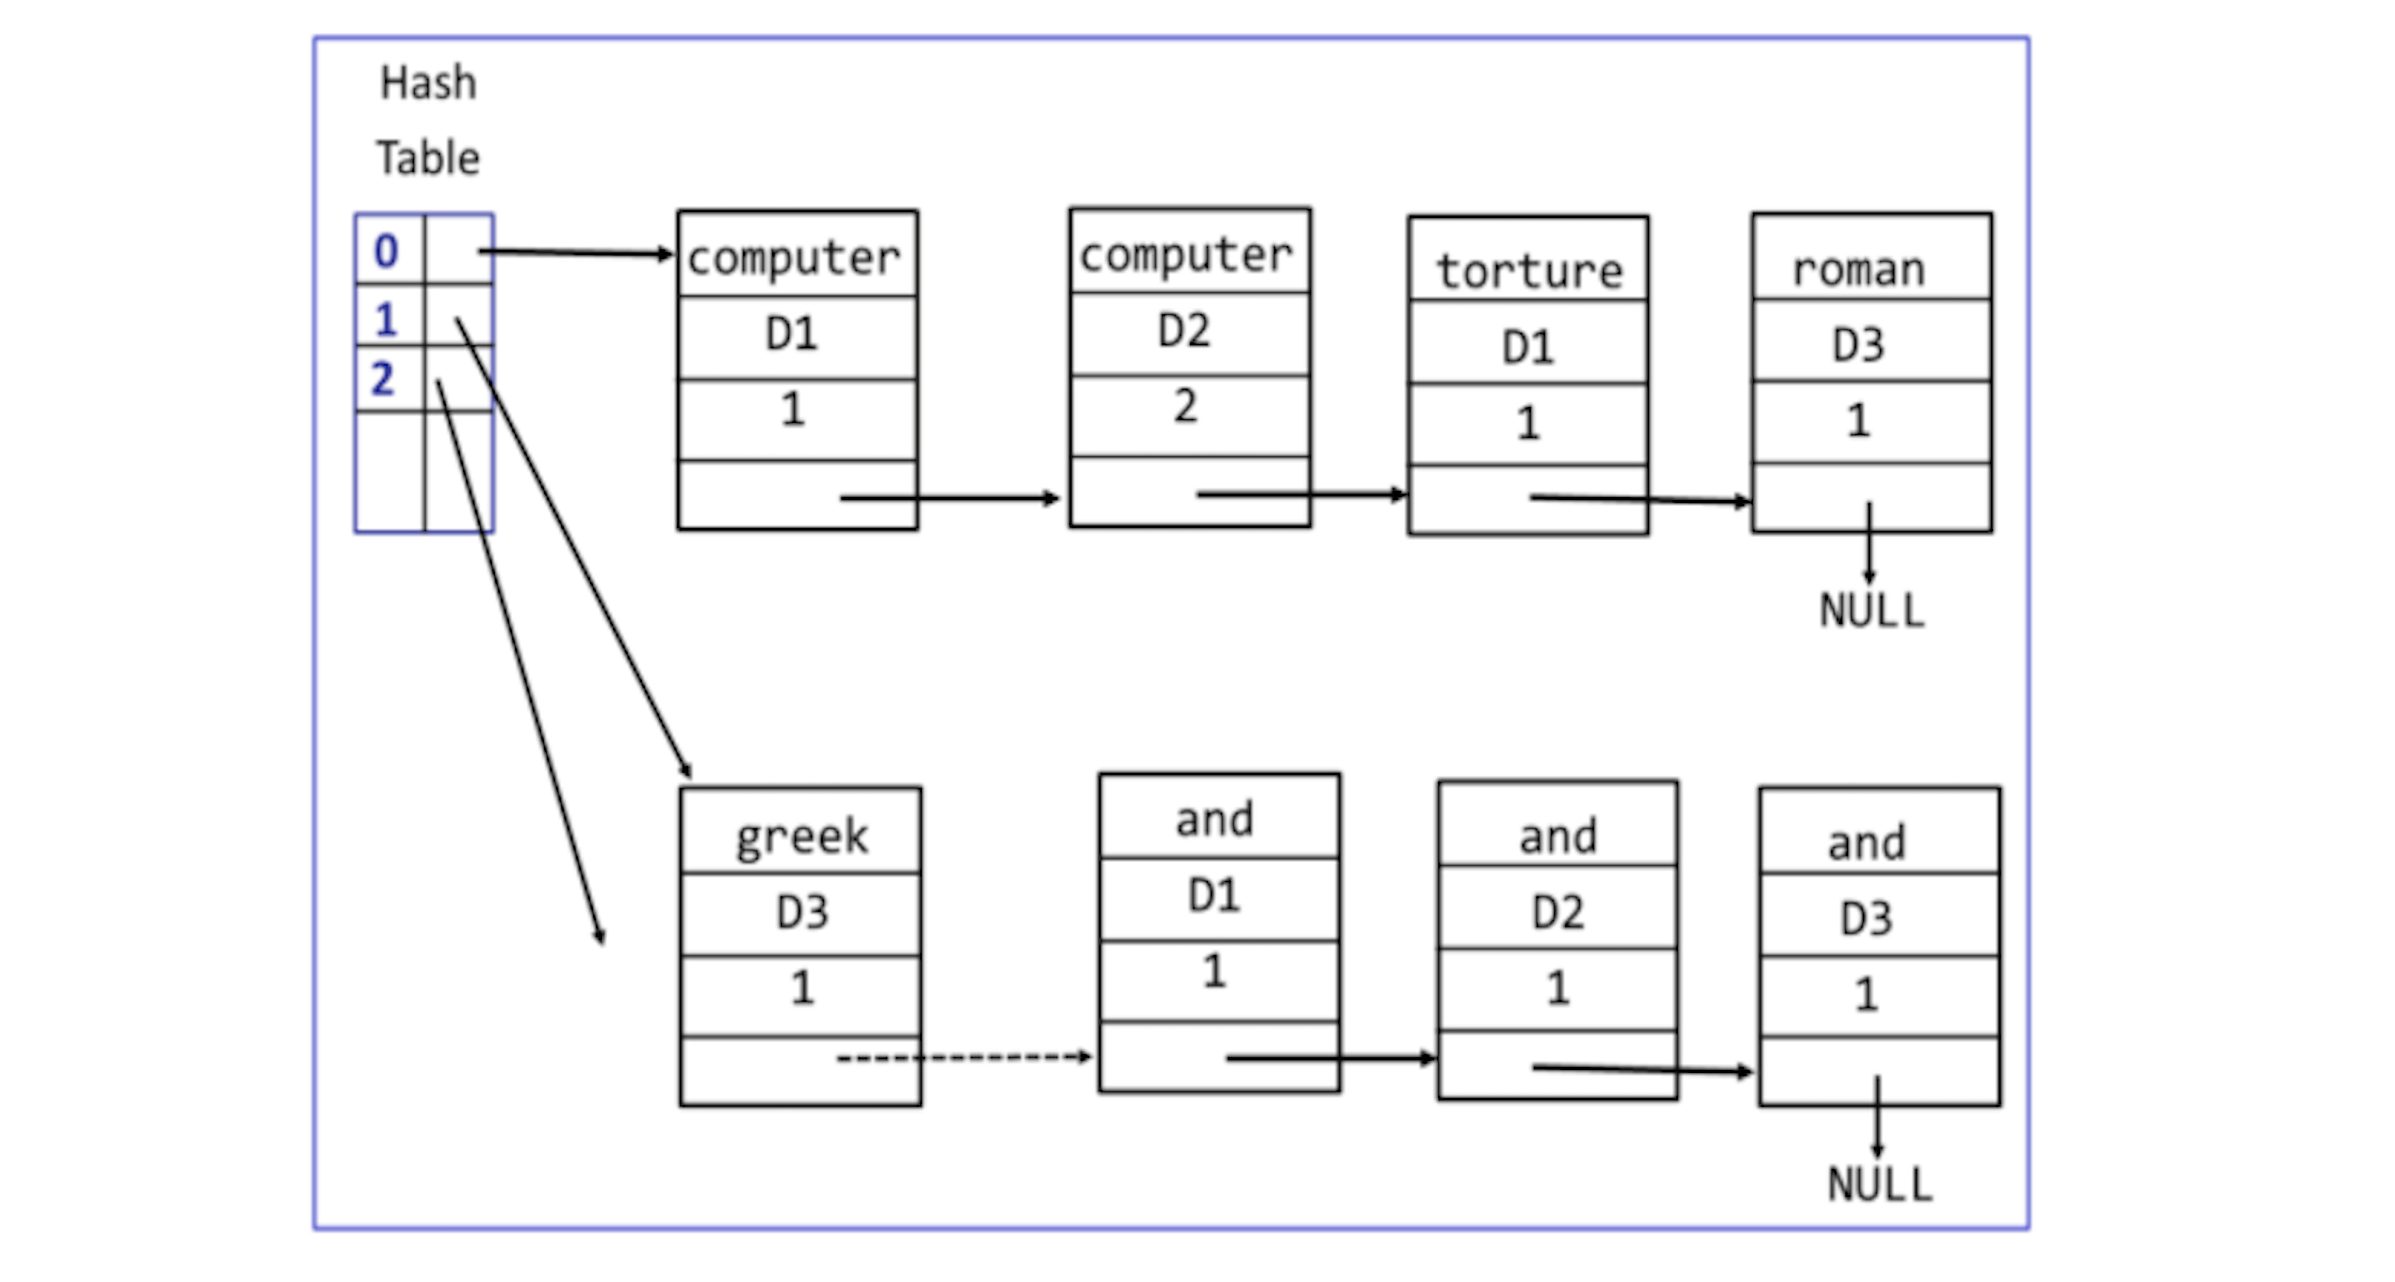 Hash
Table
0
1
2
computer
D1
1
computer
D2
2
torture
D1
1
roman
D3
1
NULL
greek
D3
1
and
D1
1
and
D2
1
and
D3
1
NULL